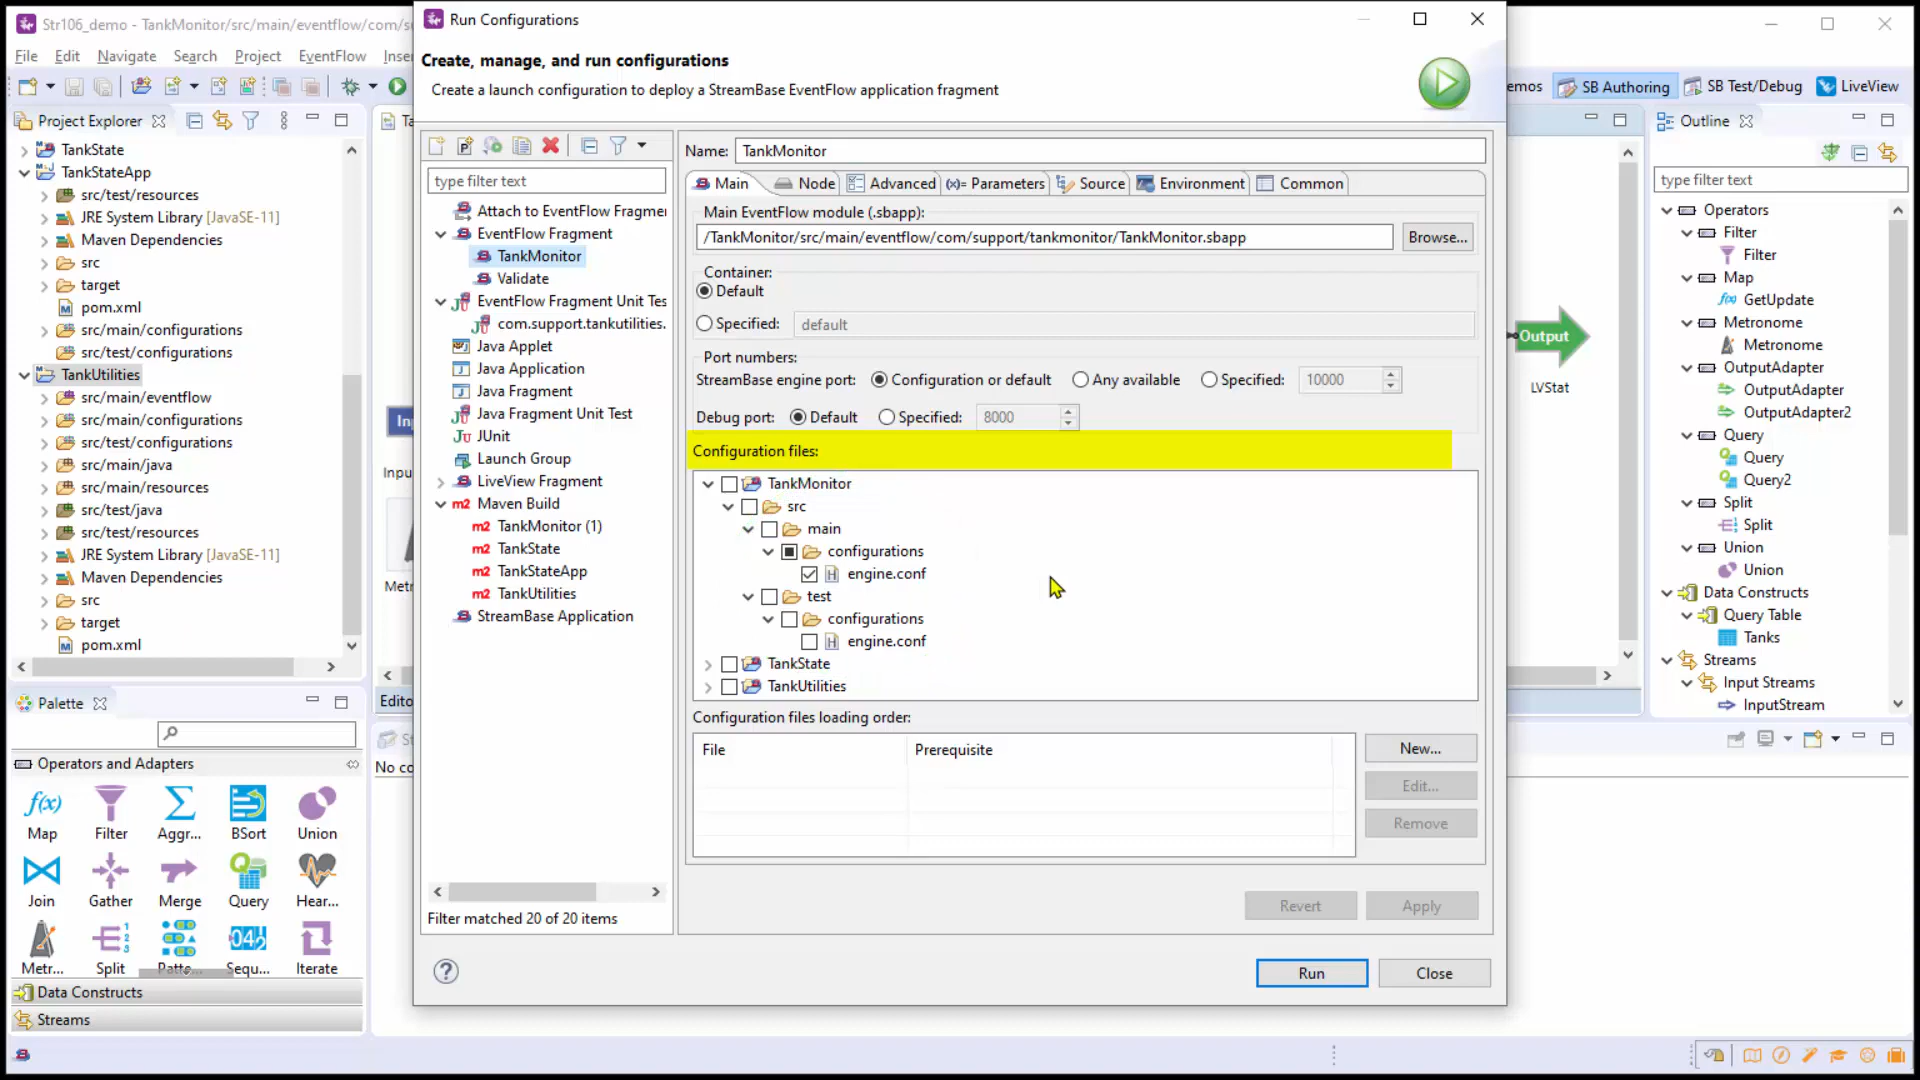 Str106_demo - TankMonitor/src/main/eventflow/com/su
File Edit Navigate Search Project EventFlow Inser
emos SB Authoring SB Test/Debug LiveView
Project Explorer
TankState
TankStateApp
src/test/resources
JRE System Library [JavaSE-11]
Maven Dependencies
src
target
pom.xml
src/main/configurations
src/test/configurations
TankUtilities
src/main/eventflow
src/main/configurations
src/test/configurations
src/main/java
src/main/resources
src/test/java
src/test/resources
JRE System Library [JavaSE-11]
Maven Dependencies
src
target
pom.xml
Palette
Operators and Adapters
Map Filter Aggr... BSort Union
Join Gather Merge Query Hear...
Metr... Split Patte... Sequ... Iterate
Data Constructs
Streams
Ta
In
Inpu
Metr
Edito
St
No co
Run Configurations
Create, manage, and run configurations
Create a launch configuration to deploy a StreamBase EventFlow application fragment
type filter text
Attach to EventFlow Fragmer
EventFlow Fragment
TankMonitor
Validate
EventFlow Fragment Unit Tes
com.support.tankutilities.
Java Applet
Java Application
Java Fragment
Java Fragment Unit Test
JUnit
Launch Group
LiveView Fragment
Maven Build
TankMonitor (1)
TankState
TankStateApp
TankUtilities
StreamBase Application
Filter matched 20 of 20 items
Name: TankMonitor
Main Node Advanced (x)= Parameters Source Environment Common
Main EventFlow module (.sbapp):
/TankMonitor/src/main/eventflow/com/support/tankmonitor/TankMonitor.sbapp Browse...
Container:
Default
Specified: default
Port numbers:
StreamBase engine port: Configuration or default Any available Specified: 10000
Debug port: Default Specified: 8000
Configuration files:
TankMonitor
src
main
configurations
engine.conf
test
configurations
engine.conf
TankState
TankUtilities
Configuration files loading order:
File Prerequisite
New...
Edit...
Remove
Revert Apply
Run Close
Output
LVStat
Outline
type filter text
Operators
Filter
Filter
Map
GetUpdate
Metronome
Metronome
OutputAdapter
OutputAdapter
OutputAdapter2
Query
Query
Query2
Split
Split
Union
Union
Data Constructs
Query Table
Tanks
Streams
Input Streams
InputStream